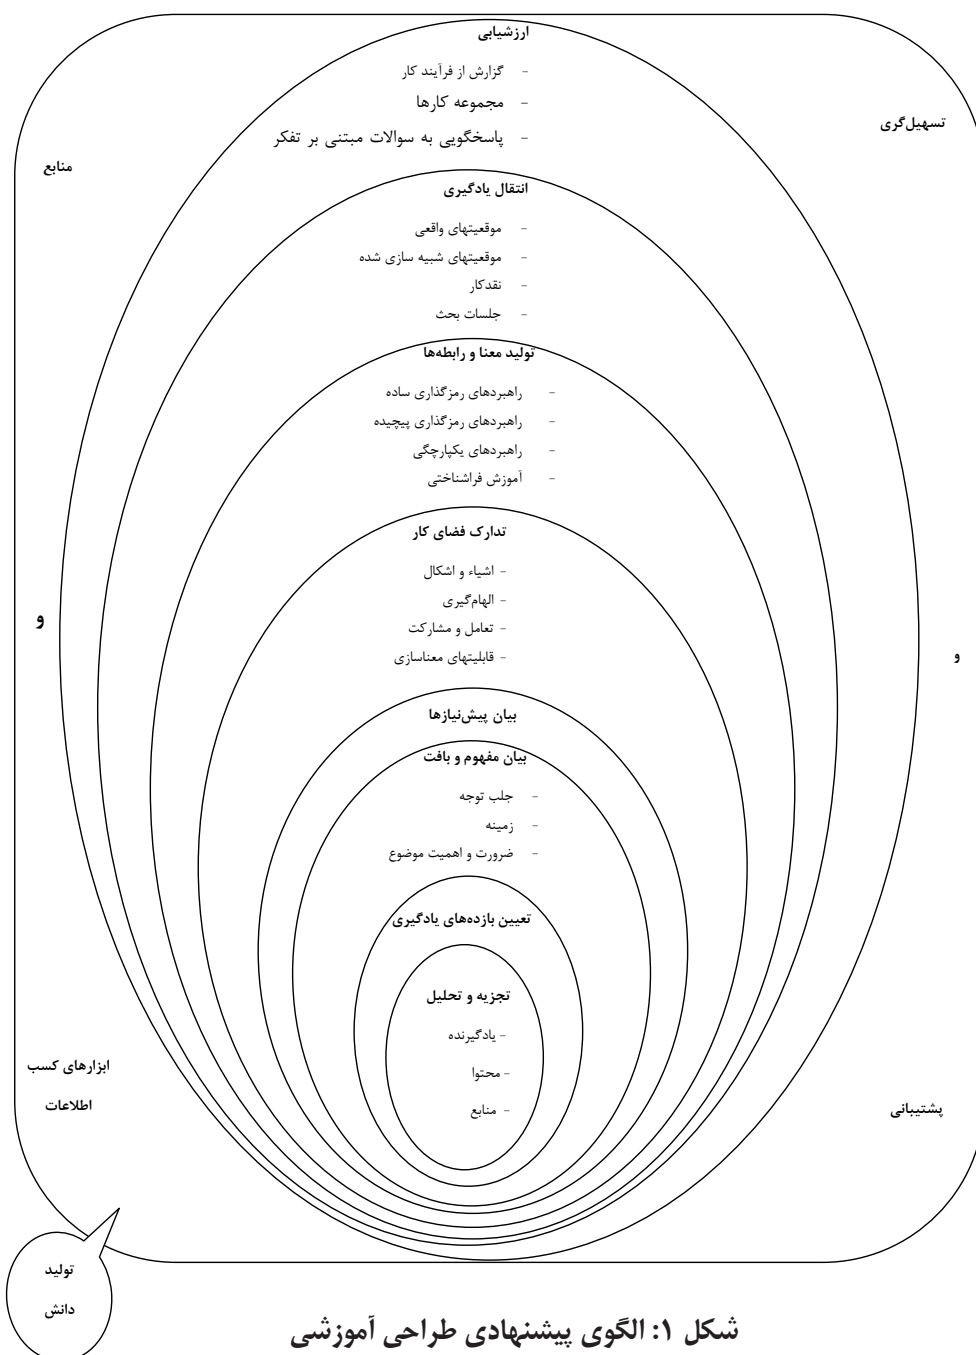 ارزشیابی
- گزارش از فرآیند کار
- مجموعه کارها
- پاسخگویی به سوالات مبتنی بر تفکر
تسهیل‌گری
منابع
انتقال یادگیری
- موقعیتهای واقعی
- موقعیتهای شبیه سازی شده
- نقدکار
- جلسات بحث
تولید معنا و رابطه‌ها
- راهبردهای رمزگذاری ساده
- راهبردهای رمزگذاری پیچیده
- راهبردهای یکپارچگی
- آموزش فراشناختی
تدارک فضای کار
- اشیاء و اشکال
- الهام‌گیری
- تعامل و مشارکت
- قابلیتهای معناسازی
و
و
بیان پیش‌نیازها
بیان مفهوم و بافت
- جلب توجه
- زمینه
- ضرورت و اهمیت موضوع
تعیین بازده‌های یادگیری
تجزیه و تحلیل
- یادگیرنده
- محتوا
- منابع
پشتیبانی
ابزارهای کسب
اطلاعات
تولید
دانش
شکل ۱: الگوی پیشنهادی طراحی آموزشی